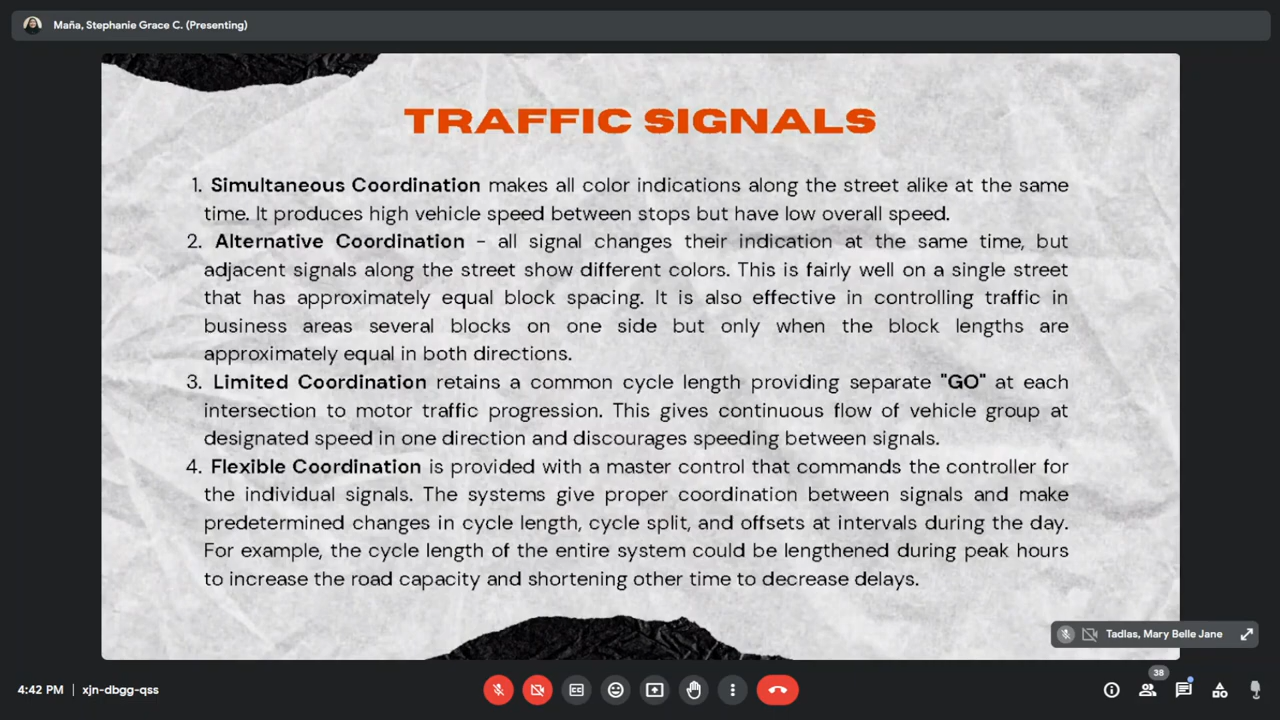 Maña, Stephanie Grace C. (Presenting)
TRAFFIC SIGNALS
1. Simultaneous Coordination makes all color indications along the street alike at the same
time. It produces high vehicle speed between stops but have low overall speed.
2. Alternative Coordination - all signal changes their indication at the same time, but
adjacent signals along the street show different colors. This is fairly well on a single street
that has approximately equal block spacing. It is also effective in controlling traffic in
business areas several blocks on one side but only when the block lengths are
approximately equal in both directions.
3. Limited Coordination retains a common cycle length providing separate "GO" at each
intersection to motor traffic progression. This gives continuous flow of vehicle group at
designated speed in one direction and discourages speeding between signals.
4. Flexible Coordination is provided with a master control that commands the controller for
the individual signals. The systems give proper coordination between signals and make
predetermined changes in cycle length, cycle split, and offsets at intervals during the day.
For example, the cycle length of the entire system could be lengthened during peak hours
to increase the road capacity and shortening other time to decrease delays.
Tadlas, Mary Belle Jane
4:42 PM | xjn-dbgg-qss
CC
38